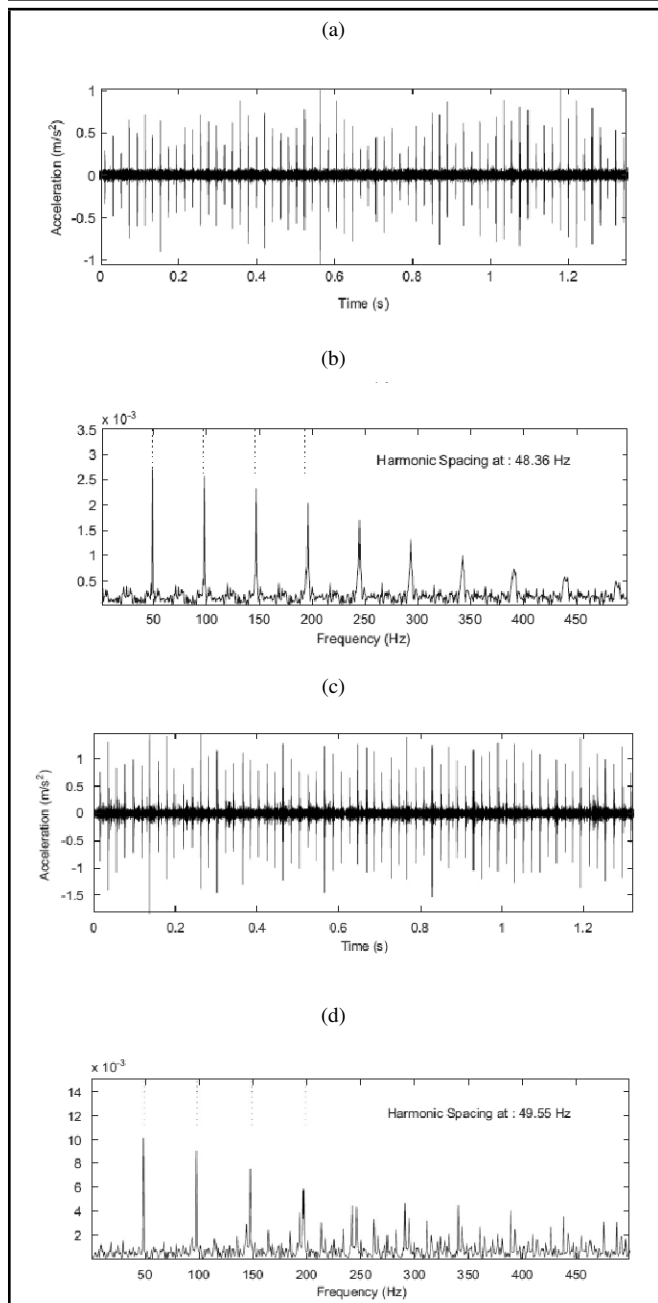 (a)
1
0.5
0
-0.5
-1
Acceleration (m/s²)
0 0.2 0.4 0.6 0.8 1 1.2
Time (s)
(b)
x 10⁻³
3.5
3
2.5
2
1.5
1
0.5
Harmonic Spacing at : 48.36 Hz
50 100 150 200 250 300 350 400 450
Frequency (Hz)
(c)
1
0.5
0
-0.5
-1
-1.5
Acceleration (m/s²)
0 0.2 0.4 0.6 0.8 1 1.2
Time (s)
(d)
x 10⁻³
14
12
10
8
6
4
2
Harmonic Spacing at : 49.55 Hz
50 100 150 200 250 300 350 400 450
Frequency (Hz)